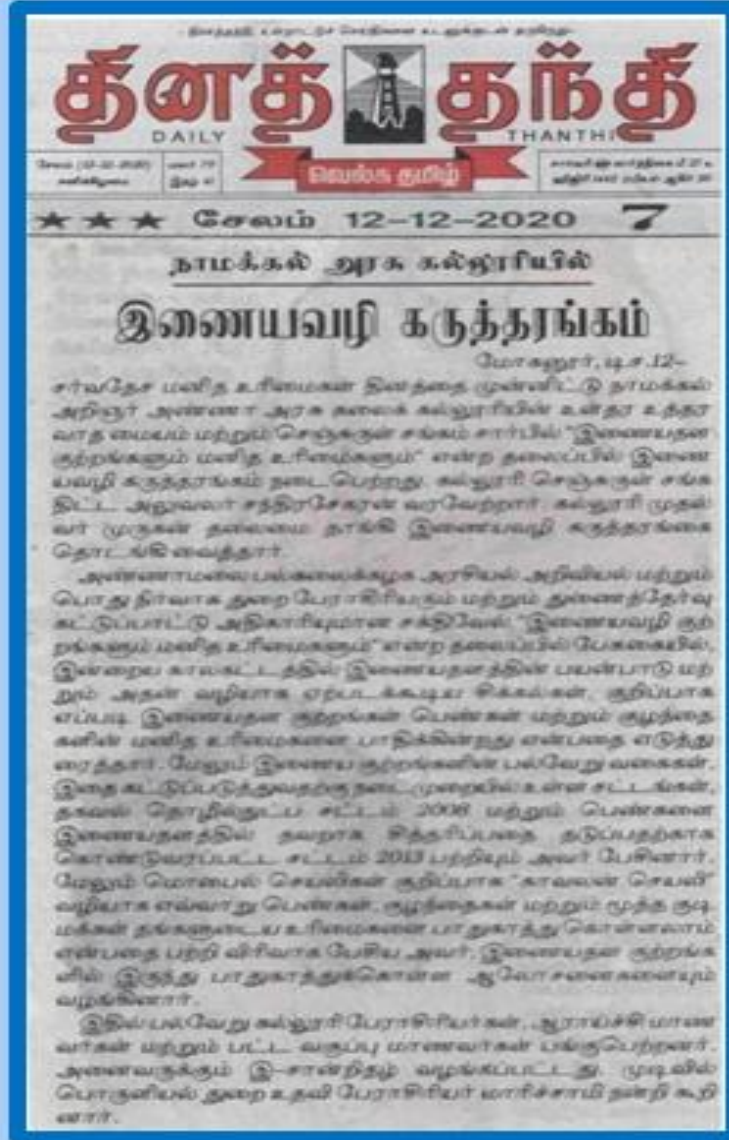 தினத் தந்தி
DAILY THANTHI
வெல்க தமிழ்
★★★ சேலம் 12-12-2020 7
நாமக்கல் அரசு கல்லூரியில்
இணையவழி கருத்தரங்கம்
மோகனூர், டிச.12-
சர்வதேச மனித உரிமைகள் தினத்தை முன்னிட்டு நாமக்கல்
அறிஞர் அண்ணா அரசு கலைக் கல்லூரியின் உள்தர உத்தர
வாத மையம் மற்றும் செஞ்சுருள் சங்கம் சார்பில் "இணையதள
குற்றங்களும் மனித உரிமைகளும்" என்ற தலைப்பில் இணை
யவழி கருத்தரங்கம் நடைபெற்றது. கல்லூரி செஞ்சுருள் சங்க
திட்ட அலுவலர் சந்திரசேகரன் வரவேற்றார். கல்லூரி முதல்
வர் முருகன் தலைமை தாங்கி இணையவழி கருத்தரங்கை
தொடங்கிவைத்தார்.
அண்ணாமலை பல்கலைக்கழக அரசியல் அறிவியல் மற்றும்
பொது நிர்வாக துறை பேராசிரியரும் மற்றும் துணைத்தேர்வு
கட்டுப்பாட்டு அதிகாரியுமான சக்திவேல் "இணையவழி குற்
றங்களும் மனித உரிமைகளும்" என்ற தலைப்பில் பேசுகையில்,
இன்றைய காலகட்டத்தில் இணையதளத்தின் பயன்பாடு மற்
றும் அதன் வழியாக ஏற்படக்கூடிய சிக்கல்கள், குறிப்பாக
எப்படி இணையதள குற்றங்கள் பெண்கள் மற்றும் குழந்தை
களின் மனித உரிமைகளை பாதிக்கின்றது என்பதை எடுத்து
ரைத்தார். மேலும் இணைய குற்றங்களின் பல்வேறு வகைகள்,
இதை கட்டுப்படுத்துவதற்கு நடைமுறையில் உள்ள சட்டங்கள்,
தகவல் தொழில்நுட்ப சட்டம் 2008 மற்றும் பெண்களை
இணையதளத்தில் தவறாக சித்தரிப்பதை தடுப்பதற்காக
கொண்டுவரப்பட்ட சட்டம் 2013 பற்றியும் அவர் பேசினார்.
மேலும் மொபைல் செயலிகள் குறிப்பாக "காவலன் செயலி"
வழியாக எவ்வாறு பெண்கள், குழந்தைகள் மற்றும் மூத்த குடி
மக்கள் தங்களுடைய உரிமைகளை பாதுகாத்து கொள்ளலாம்
என்பதை பற்றி விரிவாக பேசிய அவர், இணையதள குற்றங்க
ளில் இருந்து பாதுகாத்துக்கொள்ள ஆலோசனைகளையும்
வழங்கினார்.
இதில் பல்வேறு கல்லூரி பேராசிரியர்கள், ஆராய்ச்சி மாண
வர்கள் மற்றும் பட்ட வகுப்பு மாணவர்கள் பங்குபெற்றனர்.
அனைவருக்கும் இ-சான்றிதழ் வழங்கப்பட்டது. முடிவில்
பொருளியல் துறை உதவி பேராசிரியர் மாரிச்சாமி நன்றி கூறி
னார்.